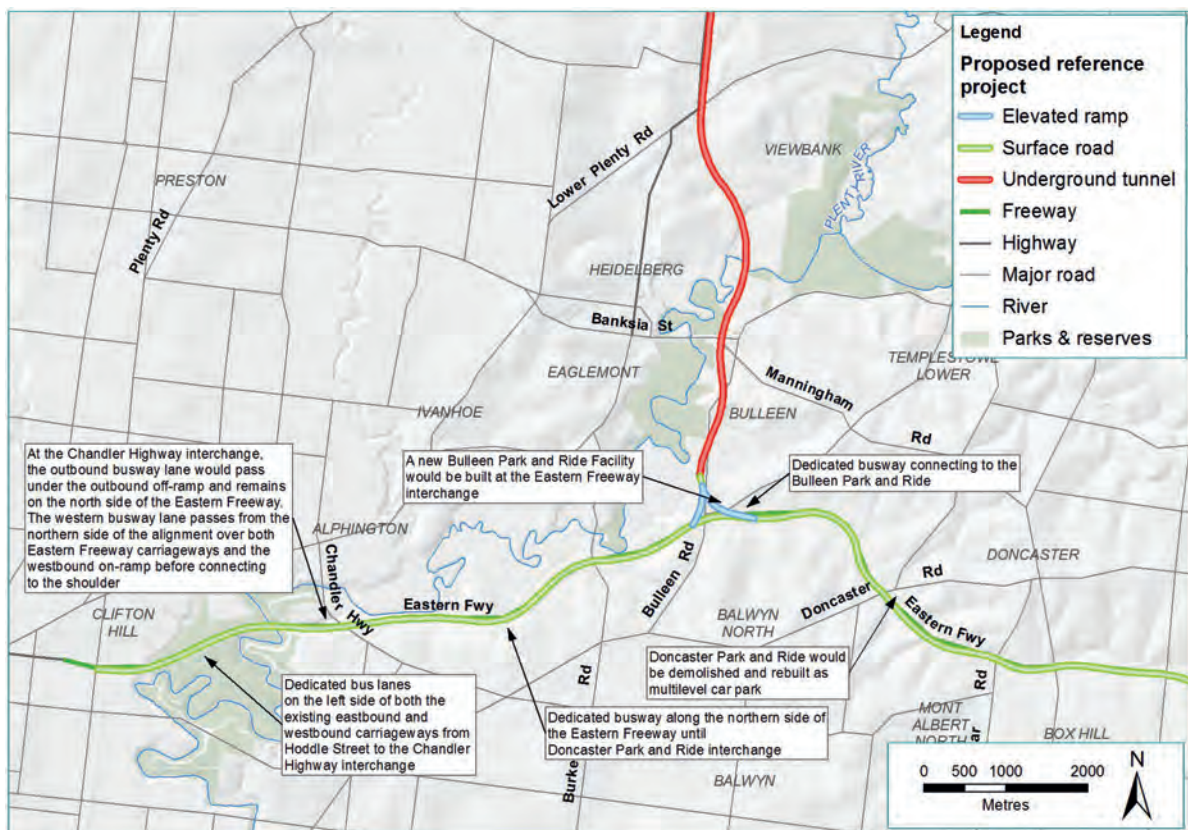 Legend
Proposed reference
project
Elevated ramp
Surface road
Underground tunnel
Freeway
Highway
Major road
River
Parks & reserves
VIEWBANK
PLENTY RIVER
Lower Plenty Rd
PRESTON
Plenty Rd
HEIDELBERG
Banksia St
TEMPLESTOWE
LOWER
EAGLEMONT
Manningham
Rd
IVANHOE
BULLEEN
At the Chandler Highway interchange,
the outbound busway lane would pass
under the outbound off-ramp and remains
on the north side of the Eastern Freeway.
The western busway lane passes from the
northern side of the alignment over both
Eastern Freeway carriageways and the
westbound on-ramp before connecting
to the shoulder
A new Bulleen Park and Ride Facility
would be built at the Eastern Freeway
interchange
Dedicated busway connecting to the
Bulleen Park and Ride
ALPHINGTON
Chandler Hwy
Eastern Fwy
Bulleen Rd
DONCASTER
Doncaster
Rd
Eastern Fwy
CLIFTON
HILL
BALWYN
NORTH
Doncaster Park and Ride would
be demolished and rebuilt as
multilevel car park
Dedicated bus lanes
on the left side of both the
existing eastbound and
westbound carriageways from
Hoddle Street to the Chandler
Highway interchange
Dedicated busway along the northern side of
the Eastern Freeway until
Doncaster Park and Ride interchange
Burke
Rd
MONT
ALBERT
NORTH
ar
Rd
BOX HILL
BALWYN
0 500 1000 2000
Metres
N